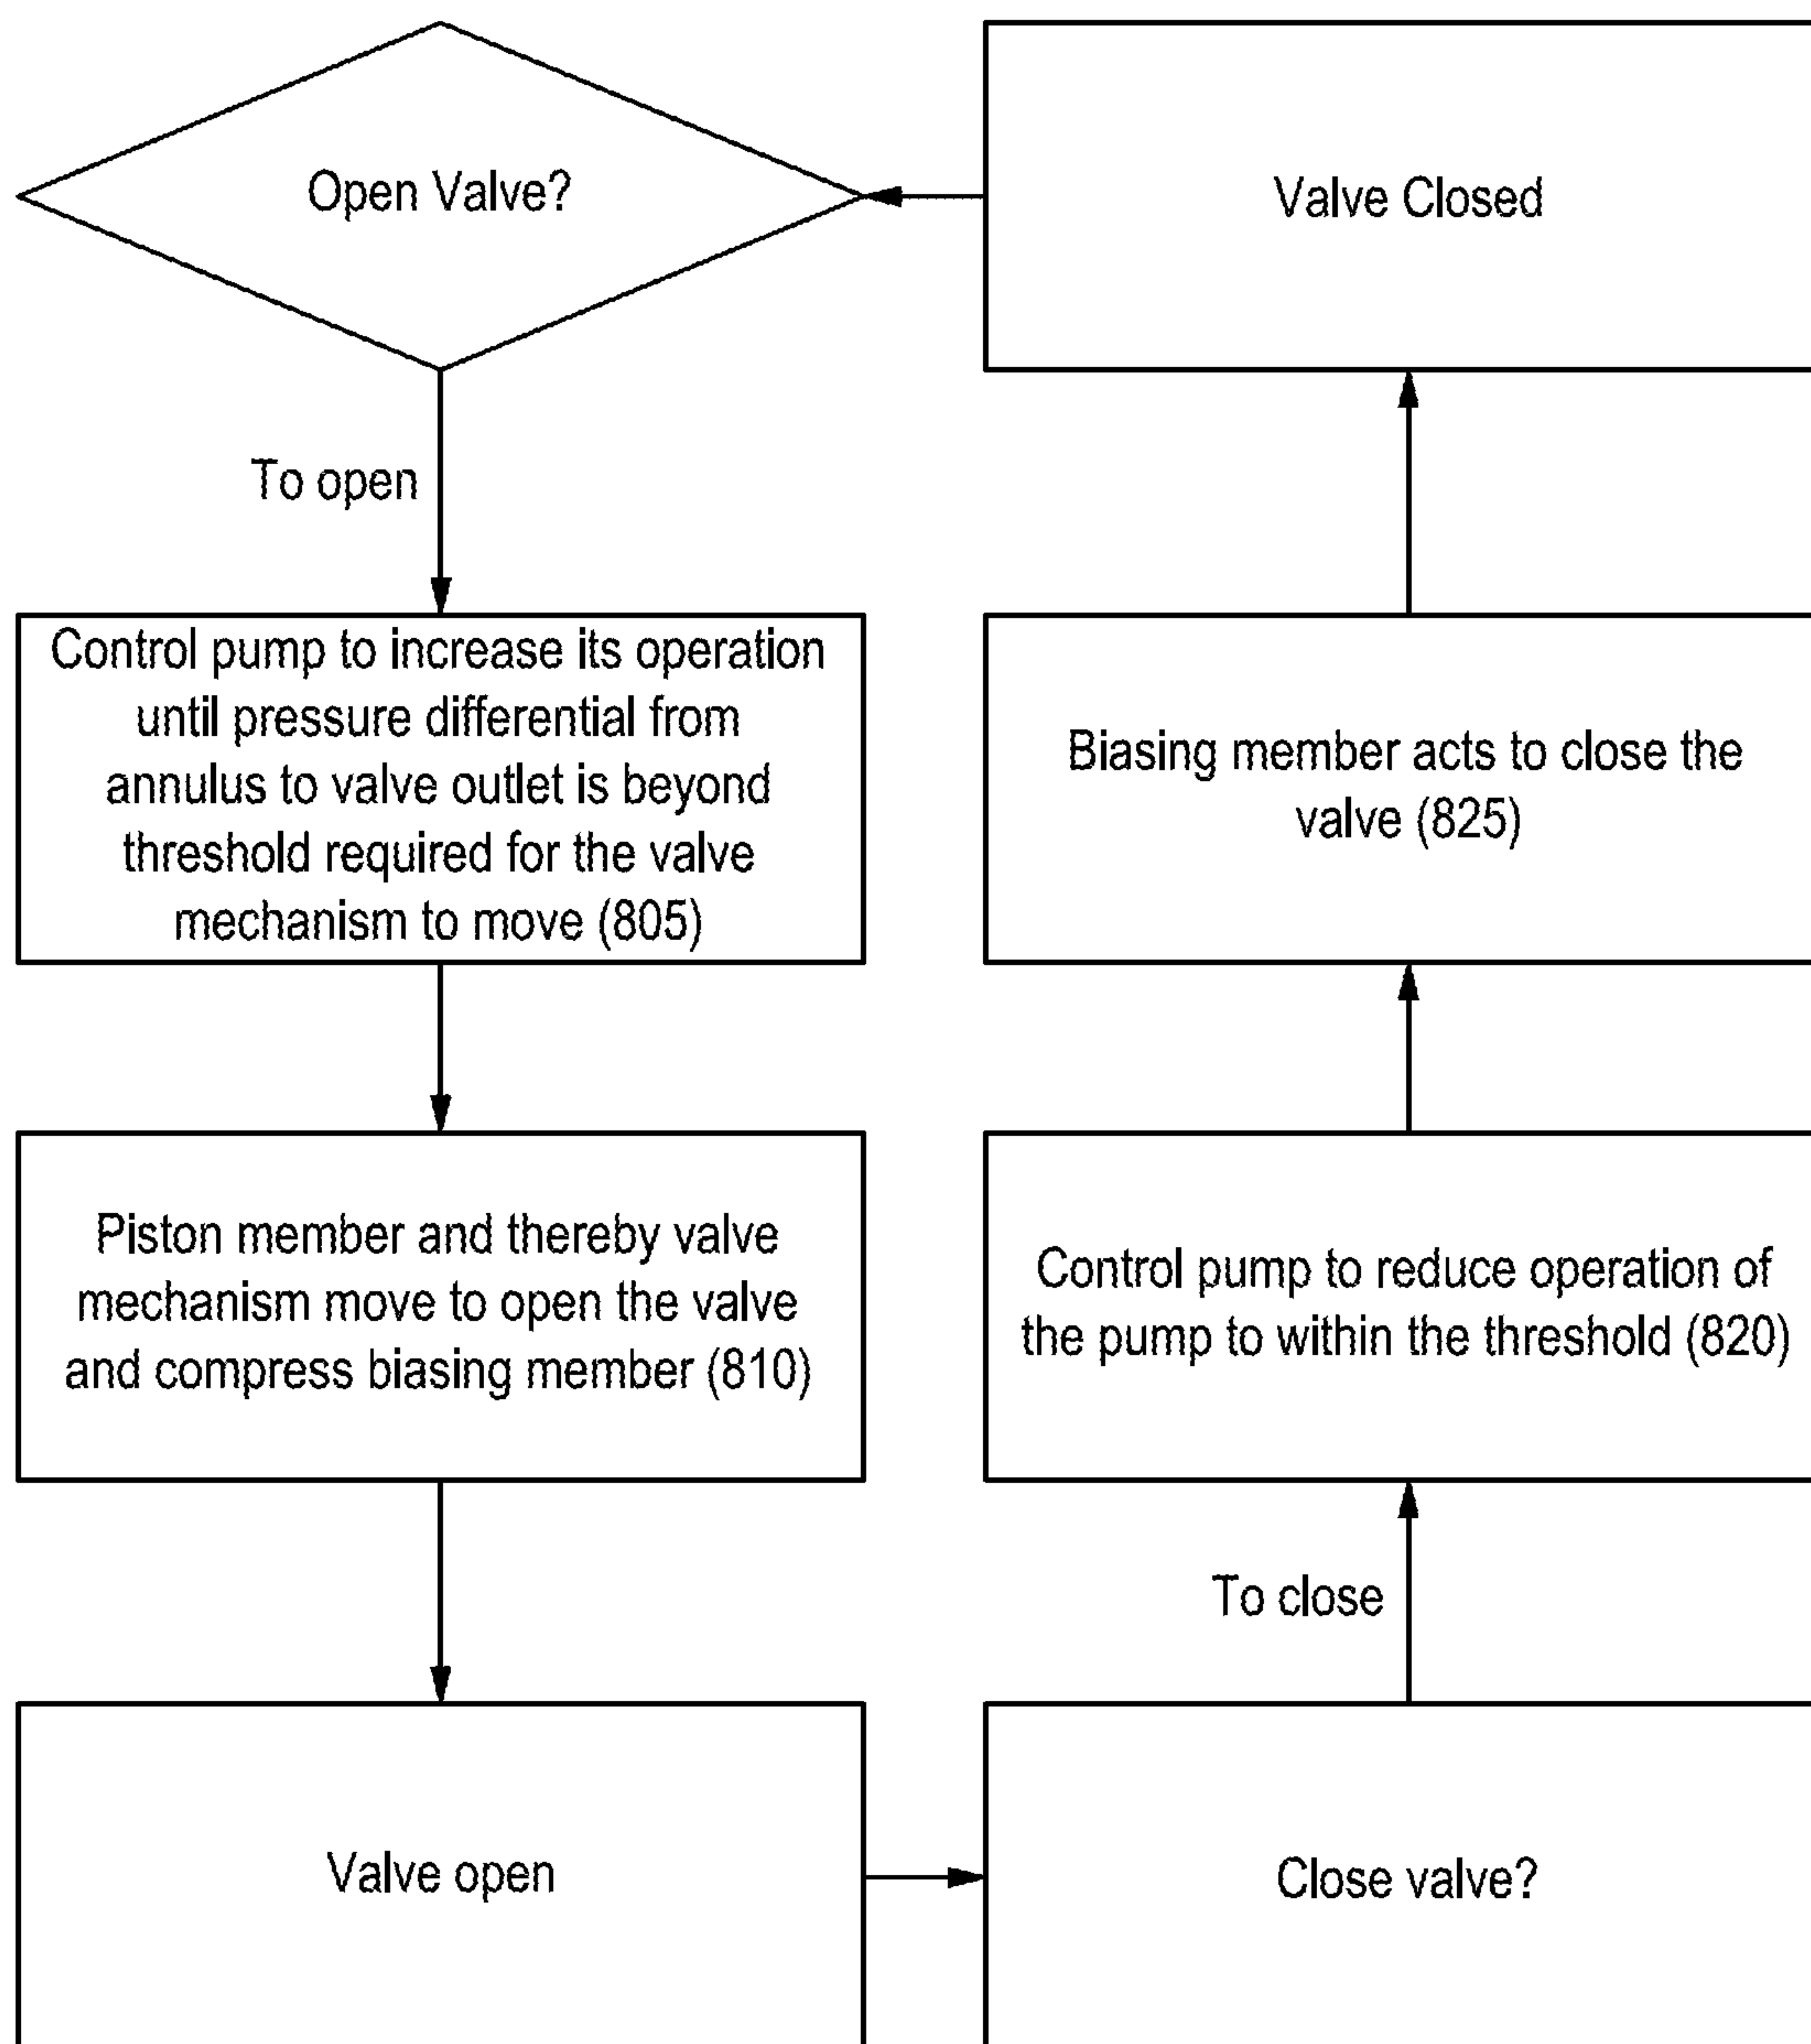 Open Valve?
Valve Closed
To open
Control pump to increase its operation
until pressure differential from
annulus to valve outlet is beyond
threshold required for the valve
mechanism to move (805)
Biasing member acts to close the
valve (825)
Piston member and thereby valve
mechanism move to open the valve
and compress biasing member (810)
Control pump to reduce operation of
the pump to within the threshold (820)
To close
Valve open
Close valve?